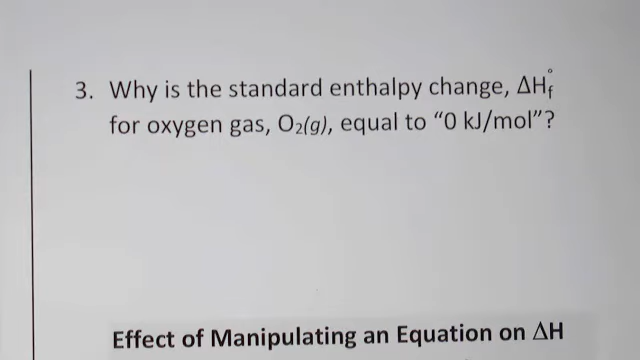 3. Why is the standard enthalpy change, ΔH°f
for oxygen gas, O₂(g), equal to “0 kJ/mol”?
Effect of Manipulating an Equation on ΔH